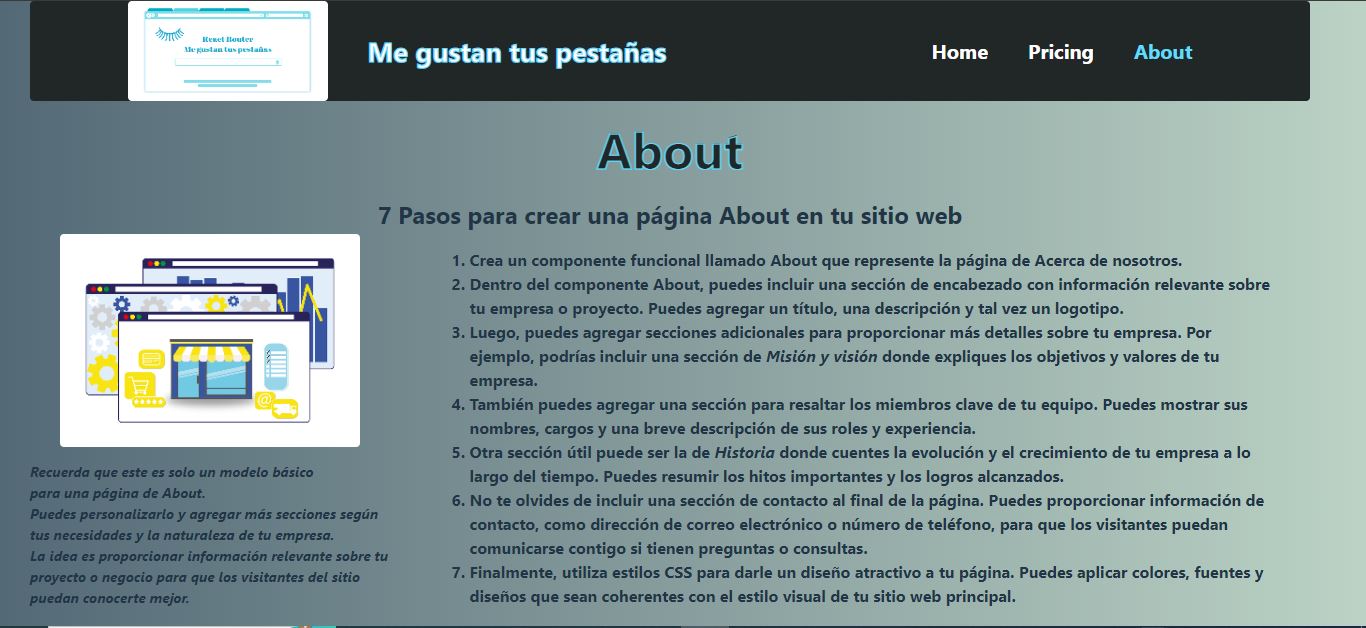 React Router
Me gustan tus pestañas
Me gustan tus pestañas
Home
Pricing
About
About
7 Pasos para crear una página About en tu sitio web
1. Crea un componente funcional llamado About que represente la página de Acerca de nosotros.
2. Dentro del componente About, puedes incluir una sección de encabezado con información relevante sobre
tu empresa o proyecto. Puedes agregar un título, una descripción y tal vez un logotipo.
3. Luego, puedes agregar secciones adicionales para proporcionar más detalles sobre tu empresa. Por
ejemplo, podrías incluir una sección de Misión y visión donde expliques los objetivos y valores de tu
empresa.
4. También puedes agregar una sección para resaltar los miembros clave de tu equipo. Puedes mostrar sus
nombres, cargos y una breve descripción de sus roles y experiencia.
5. Otra sección útil puede ser la de Historia donde cuentes la evolución y el crecimiento de tu empresa a lo
largo del tiempo. Puedes resumir los hitos importantes y los logros alcanzados.
6. No te olvides de incluir una sección de contacto al final de la página. Puedes proporcionar información de
contacto, como dirección de correo electrónico o número de teléfono, para que los visitantes puedan
comunicarse contigo si tienen preguntas o consultas.
7. Finalmente, utiliza estilos CSS para darle un diseño atractivo a tu página. Puedes aplicar colores, fuentes y
diseños que sean coherentes con el estilo visual de tu sitio web principal.
Recuerda que este es solo un modelo básico
para una página de About.
Puedes personalizarlo y agregar más secciones según
tus necesidades y la naturaleza de tu empresa.
La idea es proporcionar información relevante sobre tu
proyecto o negocio para que los visitantes del sitio
puedan conocerte mejor.